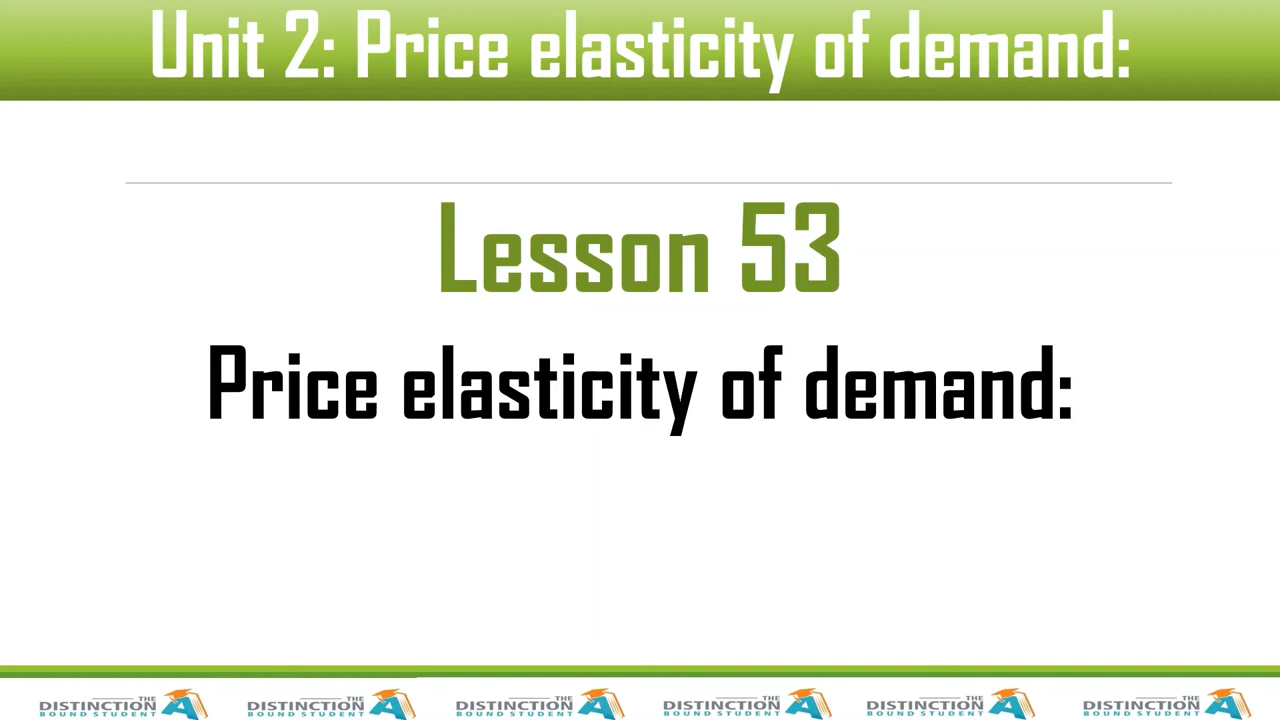 Unit 2: Price elasticity of demand:
Lesson 53
Price elasticity of demand:
THE DISTINCTION BOUND STUDENT A
THE DISTINCTION BOUND STUDENT A
THE DISTINCTION BOUND STUDENT A
THE DISTINCTION BOUND STUDENT A
THE DISTINCTION BOUND STUDENT A
THE DISTINCTION BOUND STUDENT A